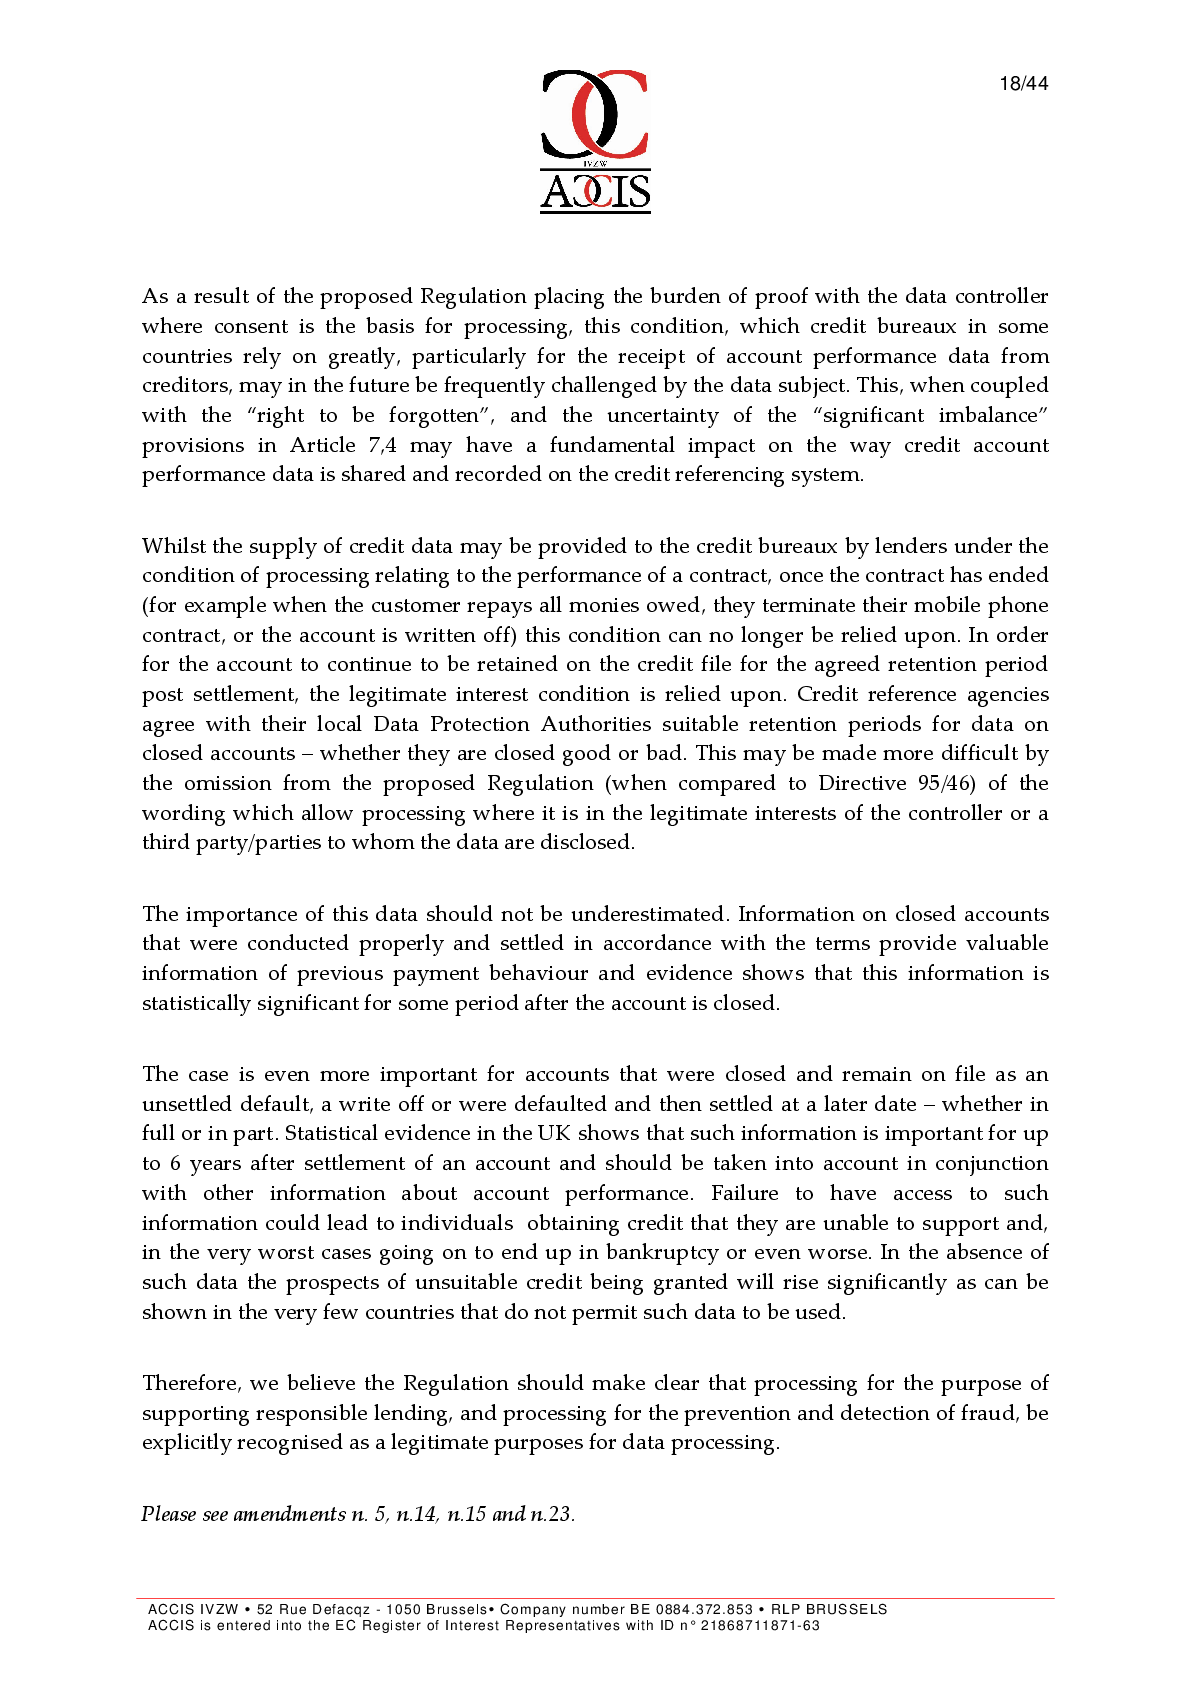 18/44
IVZW
ACCIS
As a result of the proposed Regulation placing the burden of proof with the data controller
where consent is the basis for processing, this condition, which credit bureaux in some
countries rely on greatly, particularly for the receipt of account performance data from
creditors, may in the future be frequently challenged by the data subject. This, when coupled
with the “right to be forgotten”, and the uncertainty of the “significant imbalance”
provisions in Article 7,4 may have a fundamental impact on the way credit account
performance data is shared and recorded on the credit referencing system.
Whilst the supply of credit data may be provided to the credit bureaux by lenders under the
condition of processing relating to the performance of a contract, once the contract has ended
(for example when the customer repays all monies owed, they terminate their mobile phone
contract, or the account is written off) this condition can no longer be relied upon. In order
for the account to continue to be retained on the credit file for the agreed retention period
post settlement, the legitimate interest condition is relied upon. Credit reference agencies
agree with their local Data Protection Authorities suitable retention periods for data on
closed accounts – whether they are closed good or bad. This may be made more difficult by
the omission from the proposed Regulation (when compared to Directive 95/46) of the
wording which allow processing where it is in the legitimate interests of the controller or a
third party/parties to whom the data are disclosed.
The importance of this data should not be underestimated. Information on closed accounts
that were conducted properly and settled in accordance with the terms provide valuable
information of previous payment behaviour and evidence shows that this information is
statistically significant for some period after the account is closed.
The case is even more important for accounts that were closed and remain on file as an
unsettled default, a write off or were defaulted and then settled at a later date – whether in
full or in part. Statistical evidence in the UK shows that such information is important for up
to 6 years after settlement of an account and should be taken into account in conjunction
with other information about account performance. Failure to have access to such
information could lead to individuals obtaining credit that they are unable to support and,
in the very worst cases going on to end up in bankruptcy or even worse. In the absence of
such data the prospects of unsuitable credit being granted will rise significantly as can be
shown in the very few countries that do not permit such data to be used.
Therefore, we believe the Regulation should make clear that processing for the purpose of
supporting responsible lending, and processing for the prevention and detection of fraud, be
explicitly recognised as a legitimate purposes for data processing.
Please see amendments n. 5, n.14, n.15 and n.23.
ACCIS IVZW • 52 Rue Defacqz - 1050 Brussels• Company number BE 0884.372.853 • RLP BRUSSELS
ACCIS is entered into the EC Register of Interest Representatives with ID n° 21868711871-63